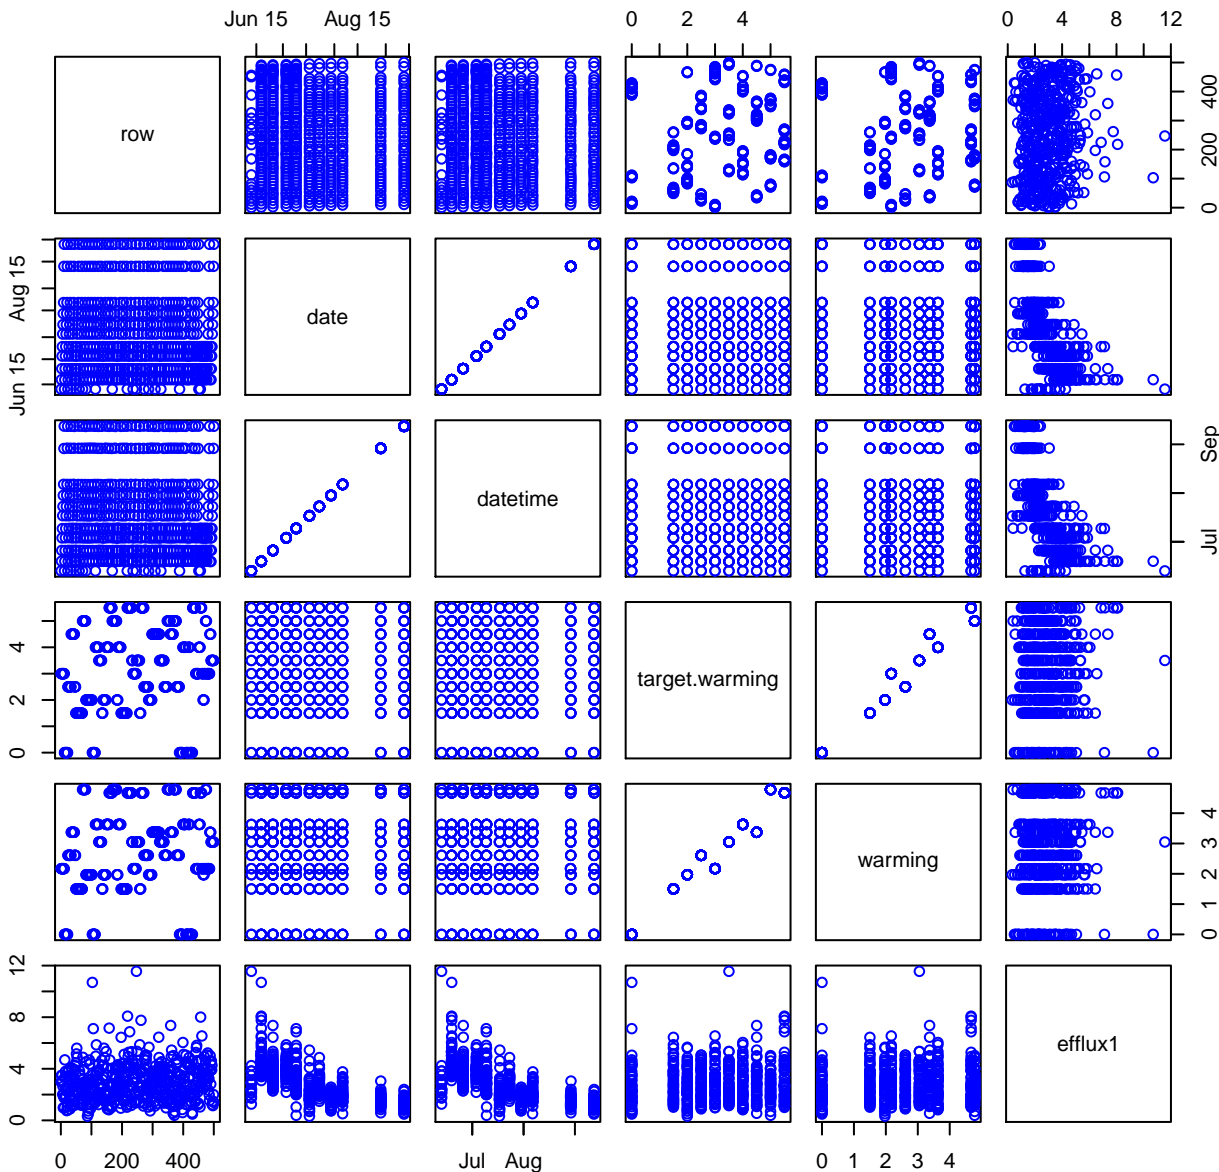 Jun 15 Aug 15 0 2 4 0 4 8 12
row 0 200 400
Jun 15 Aug 15 date
datetime Jul Sep
0 2 4 target.warming
warming 0 1 2 3 4
0 4 8 12 efflux1
0 200 400 Jul Aug 0 1 2 3 4